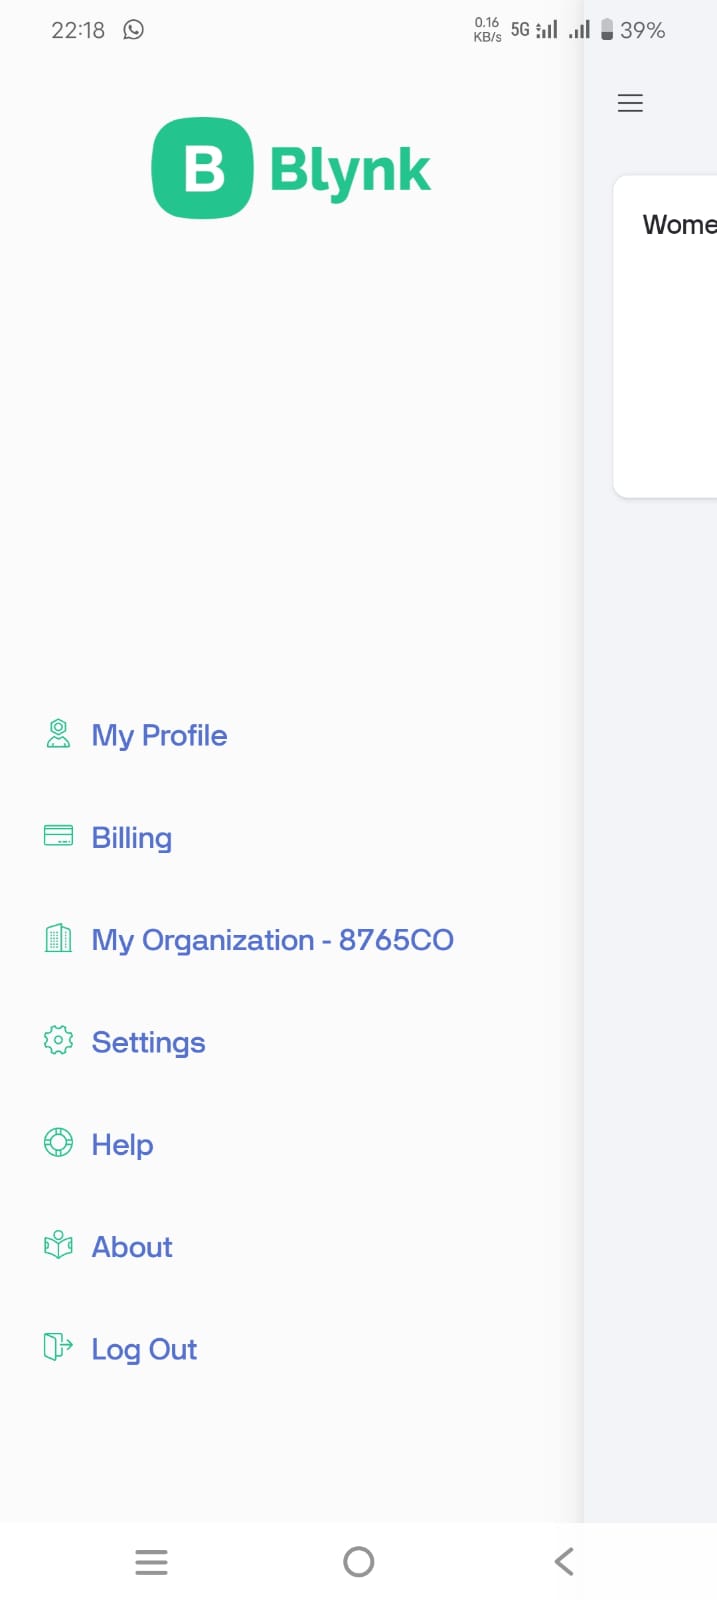 22:18
0.16
KB/s
5G
39%
B Blynk
Wome
My Profile
Billing
My Organization - 8765CO
Settings
Help
About
Log Out